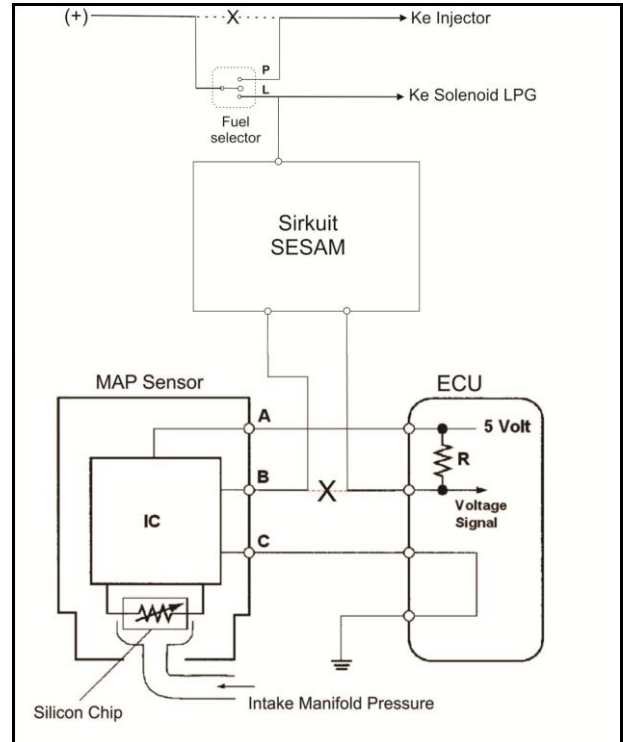 (+)
X
Ke Injector
P
L
Ke Solenoid LPG
Fuel
selector
Sirkuit
SESAM
MAP Sensor
ECU
A
5 Volt
R
B
X
Voltage
Signal
IC
C
Intake Manifold Pressure
Silicon Chip